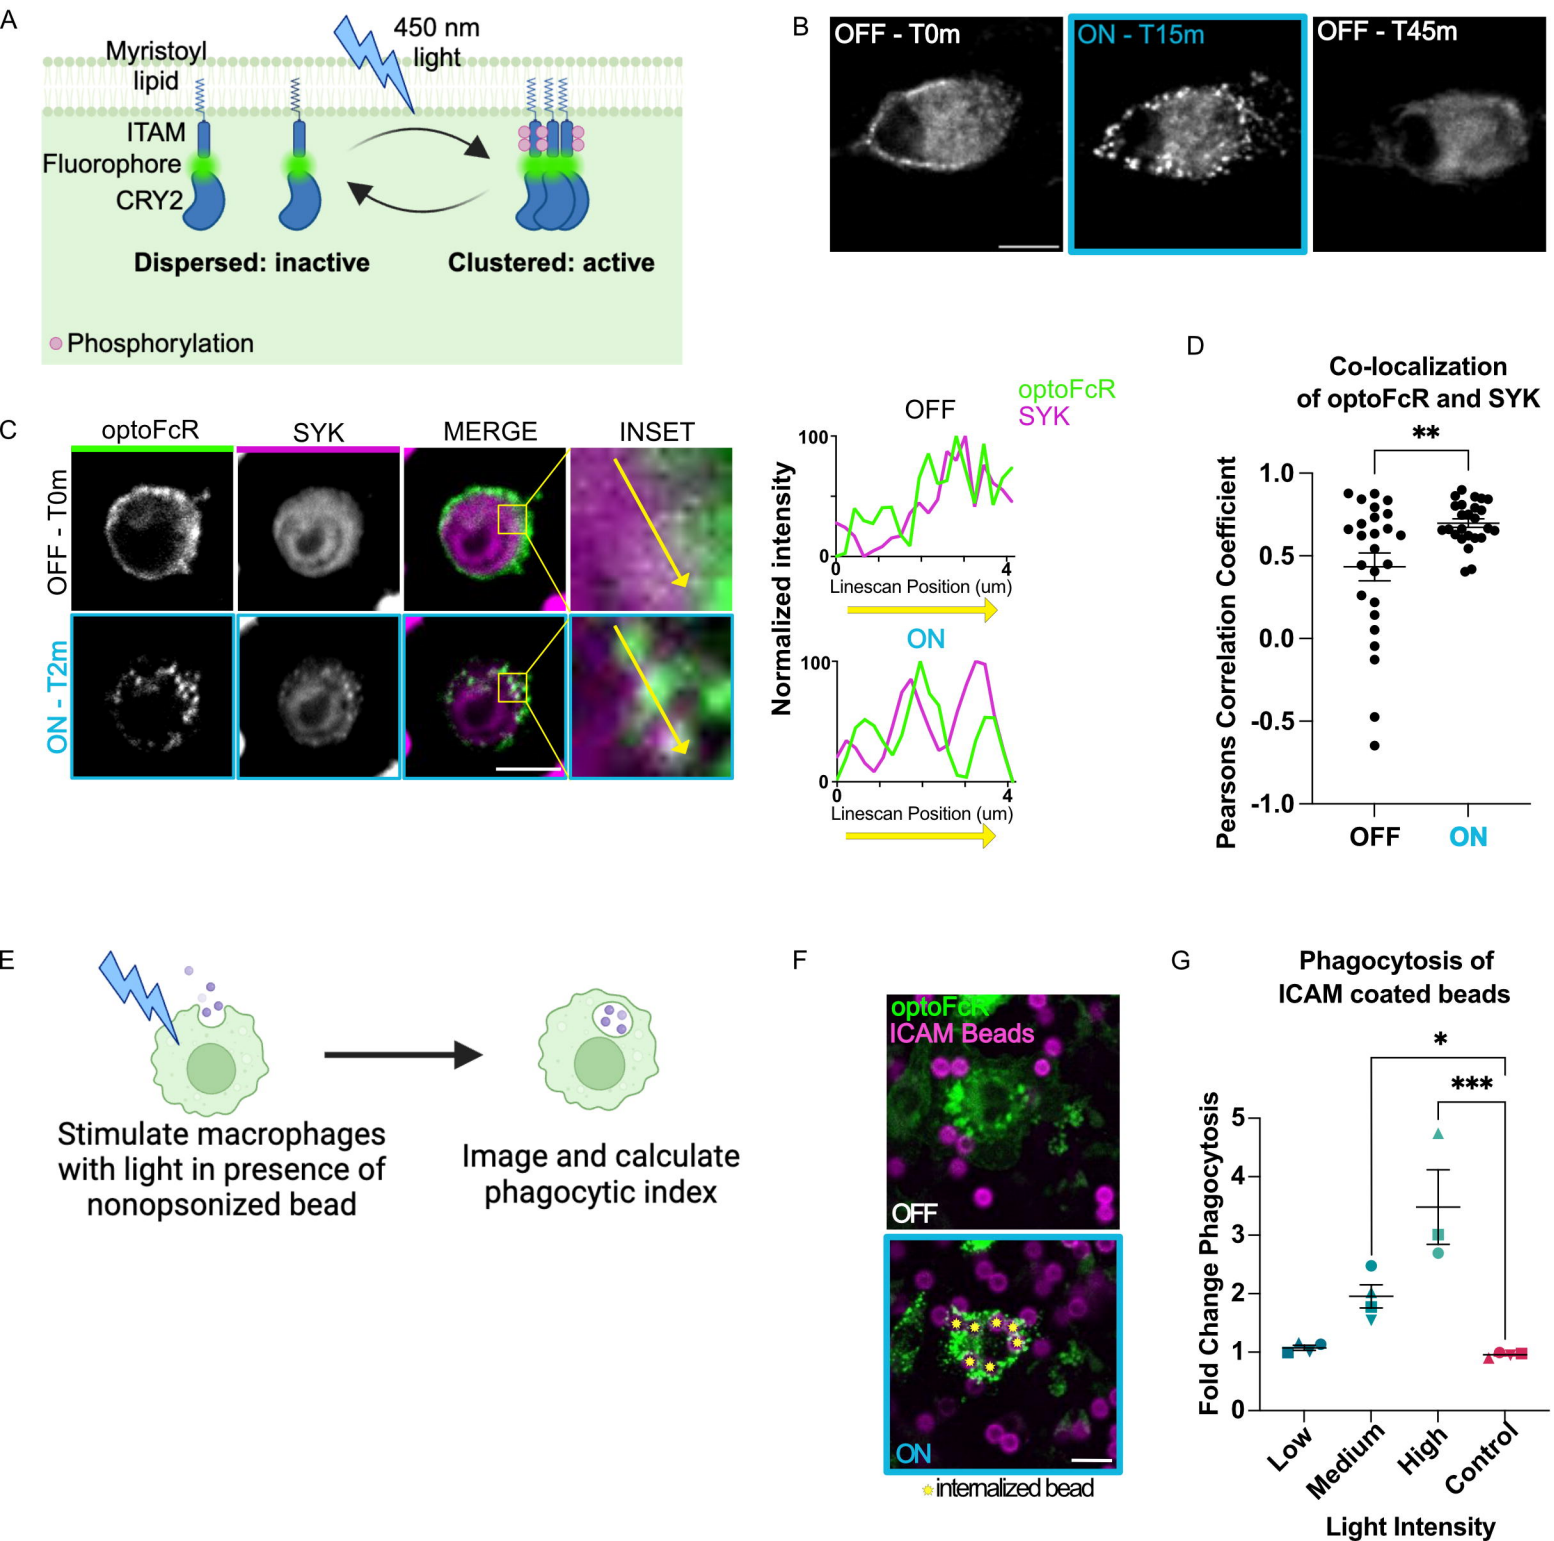 A
Myristoyl
lipid
450 nm
light
ITAM
Fluorophore
CRY2
Dispersed: inactive
Clustered: active
Phosphorylation
B
OFF - T0m
ON - T15m
OFF - T45m
C
optoFcR
SYK
MERGE
INSET
OFF - T0m
ON - T2m
optoFcR
SYK
OFF
Normalized intensity
100
0
0
4
Linescan Position (um)
ON
100
0
0
4
Linescan Position (um)
D
Co-localization
of optoFcR and SYK
**
Pearsons Correlation Coefficient
1.0
0.5
0.0
-0.5
-1.0
OFF
ON
E
Stimulate macrophages
with light in presence of
nonopsonized bead
Image and calculate
phagocytic index
F
optoFcR
ICAM Beads
OFF
ON
internalized bead
G
Phagocytosis of
ICAM coated beads
*
***
Fold Change Phagocytosis
5
4
3
2
1
0
Low
Medium
High
Control
Light Intensity